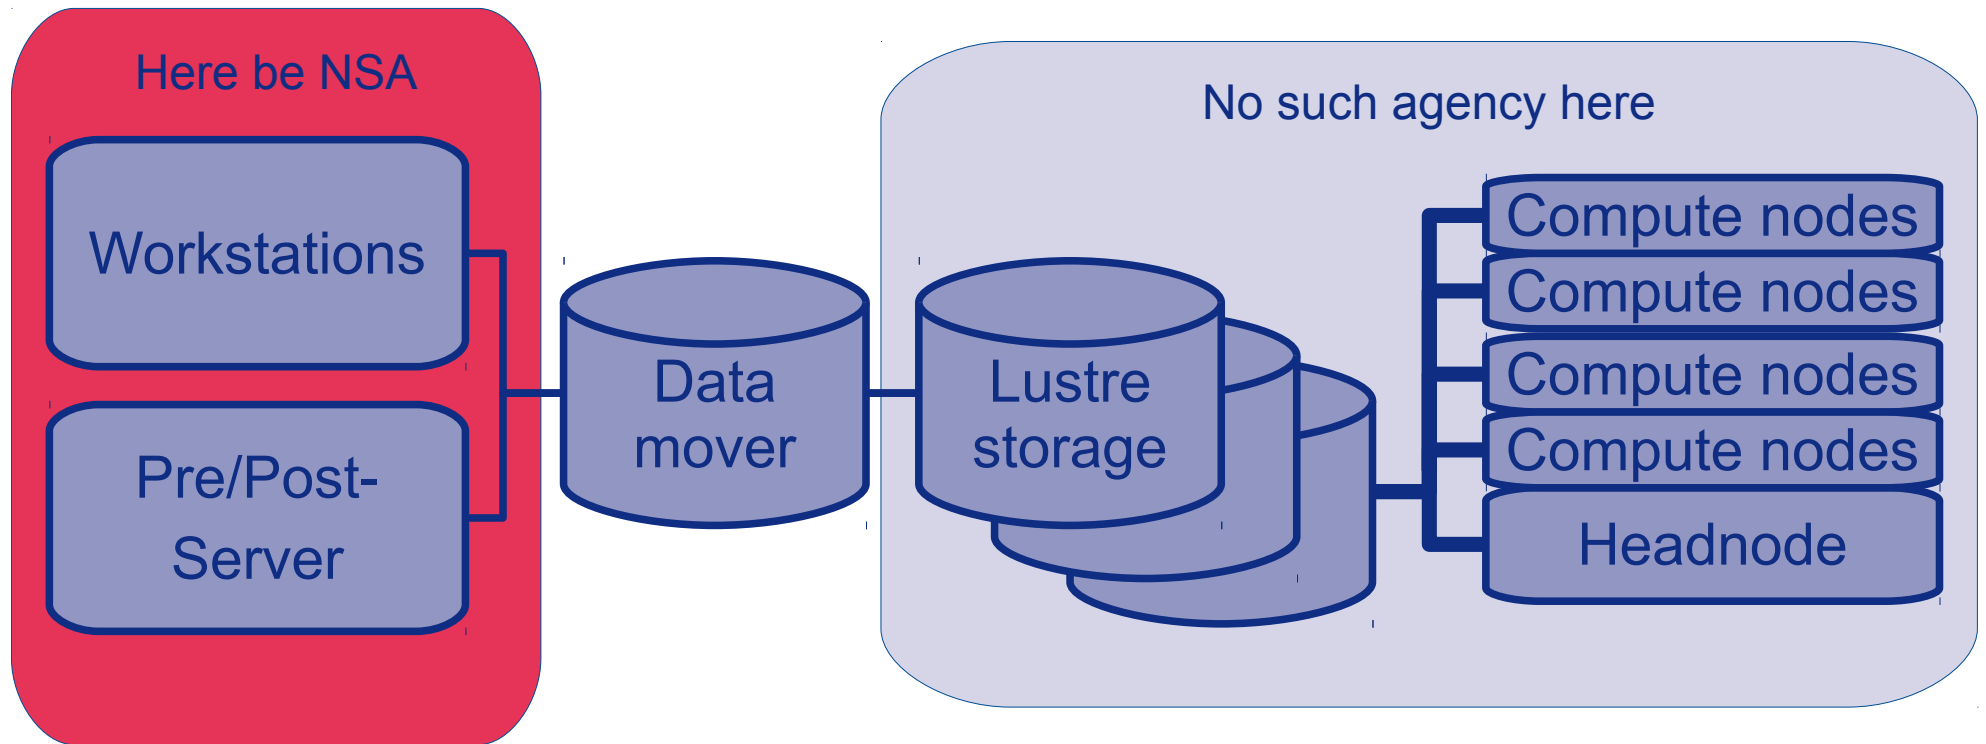 Here be NSA
Workstations
Pre/Post-
Server
Data
mover
No such agency here
Lustre
storage
Compute nodes
Compute nodes
Compute nodes
Compute nodes
Headnode